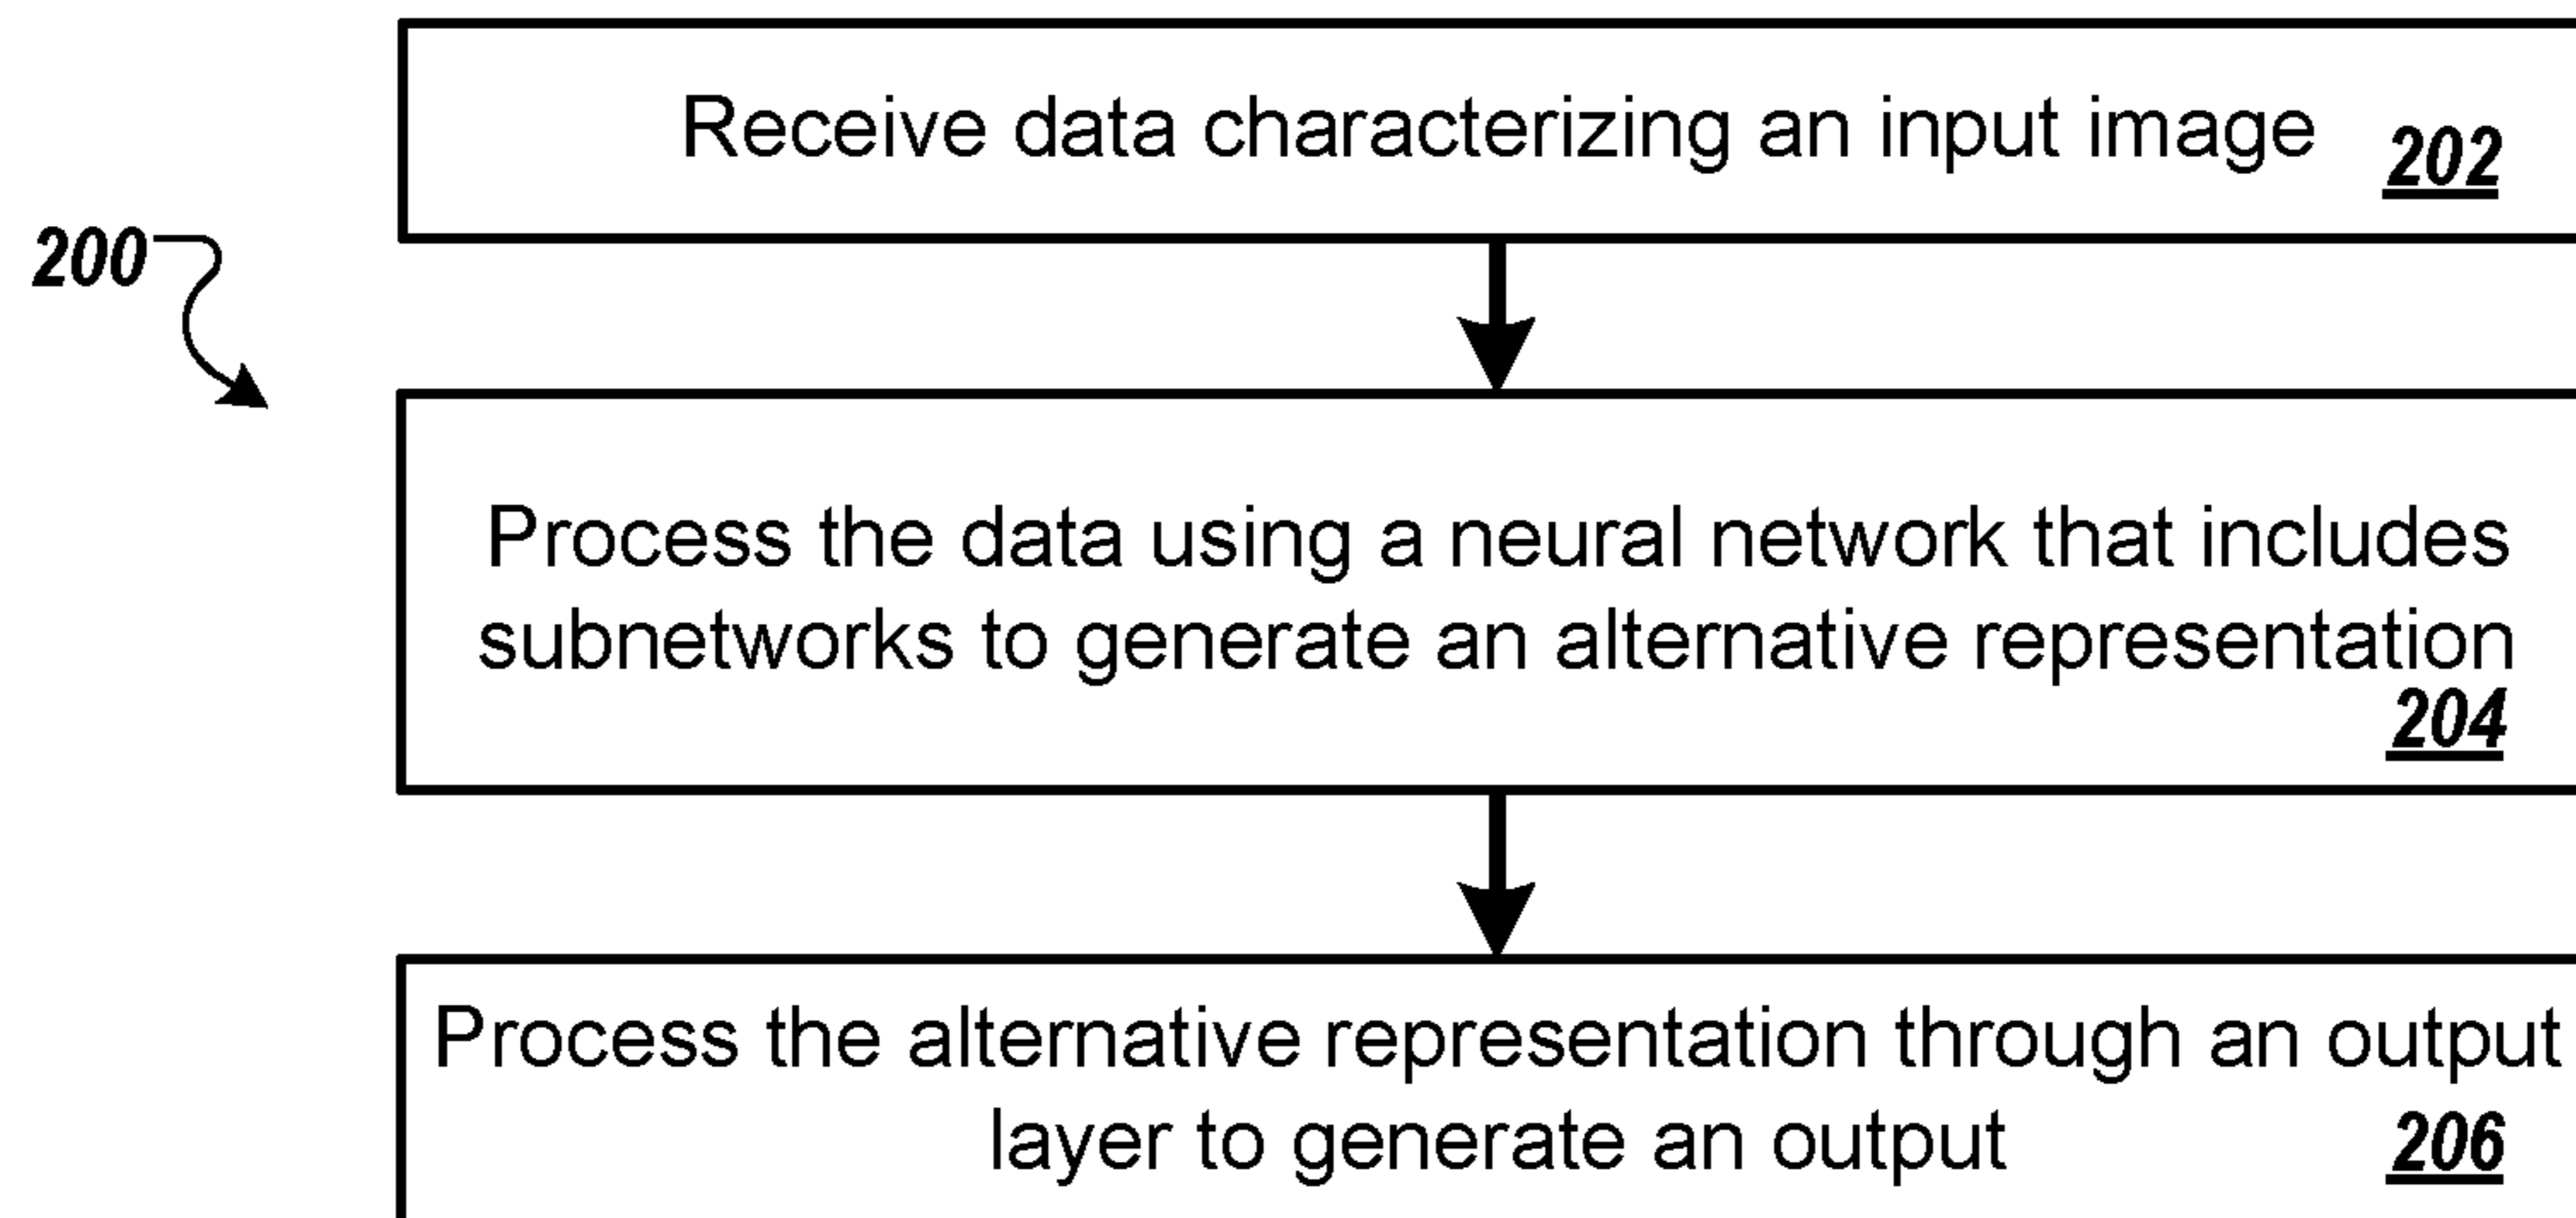 Receive data characterizing an input image 202
200
Process the data using a neural network that includes
subnetworks to generate an alternative representation
204
Process the alternative representation through an output
layer to generate an output 206